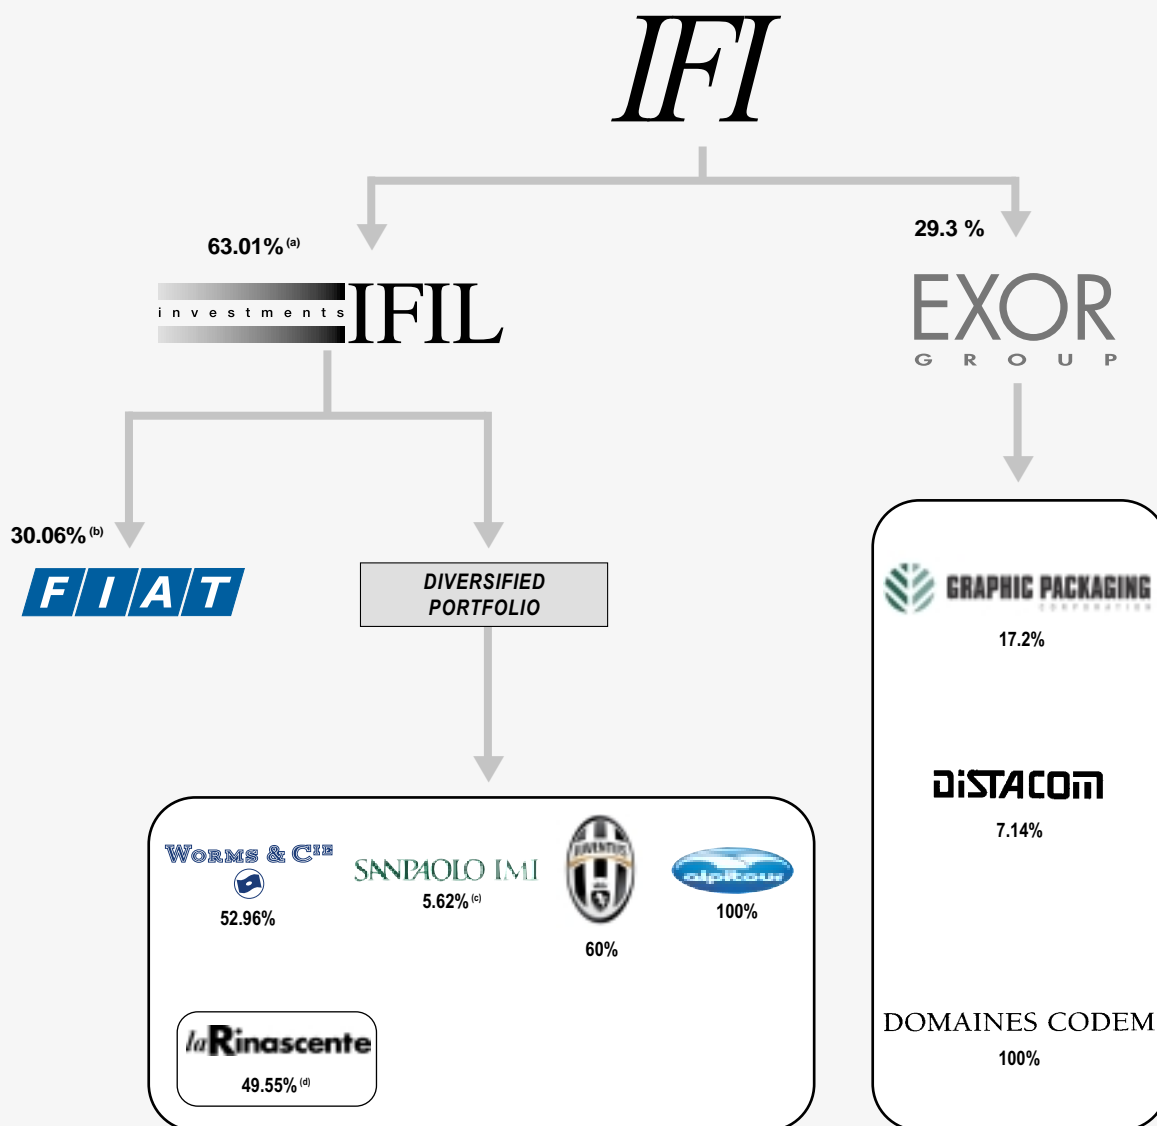 IFI
63.01% (a)
29.3 %
investments IFIL
EXOR
GROUP
30.06% (b)
FIAT
DIVERSIFIED
PORTFOLIO
GRAPHIC PACKAGING
CORPORATION
17.2%
DISTACOM
7.14%
WORMS & CIE
52.96%
SANPAOLO IMI
5.62% (c)
JUVENTUS
60%
alpitour
100%
DOMAINES CODEM
100%
la Rinascente
49.55% (d)